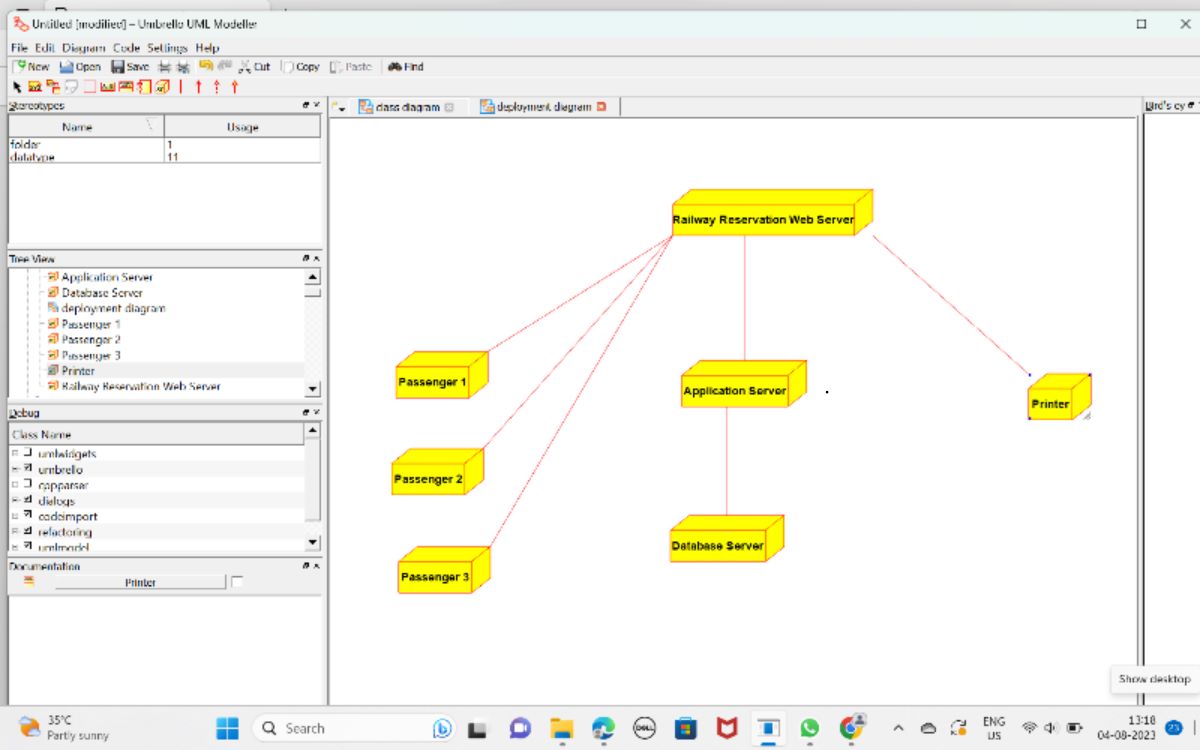 Untitled [modified] – Umbrello UML Modeller
File Edit Diagram Code Settings Help
New Open Save Cut Copy Paste Find
Stereotypes
Name Usage
folder 1
datatype 11
Tree View
Application Server
Database Server
deployment diagram
Passenger 1
Passenger 2
Passenger 3
Printer
Railway Reservation Web Server
Debug
Class Name
umlwidgets
umbrello
cppparser
dialogs
codeimport
refactoring
umlmodel
Documentation
Printer
class diagram deployment diagram
Railway Reservation Web Server
Passenger 1
Application Server
Printer
Passenger 2
Database Server
Passenger 3
Bird's ey
Show desktop
35°C
Partly sunny
Search
DELL
ENG
US
13:18
04-08-2023
23